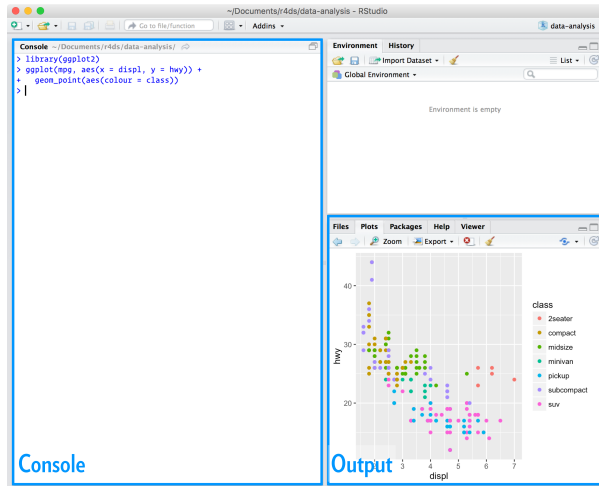 ~/Documents/r4ds/data-analysis - RStudio
Go to file/function
Addins
data-analysis
Console ~/Documents/r4ds/data-analysis/
> library(ggplot2)
> ggplot(mpg, aes(x = displ, y = hwy)) +
+   geom_point(aes(colour = class))
>
Console
Environment History
Import Dataset
List
Global Environment
Environment is empty
Files Plots Packages Help Viewer
Zoom Export
40
30
20
hwy
3 4 5 6 7
displ
class
2seater
compact
midsize
minivan
pickup
subcompact
suv
Output